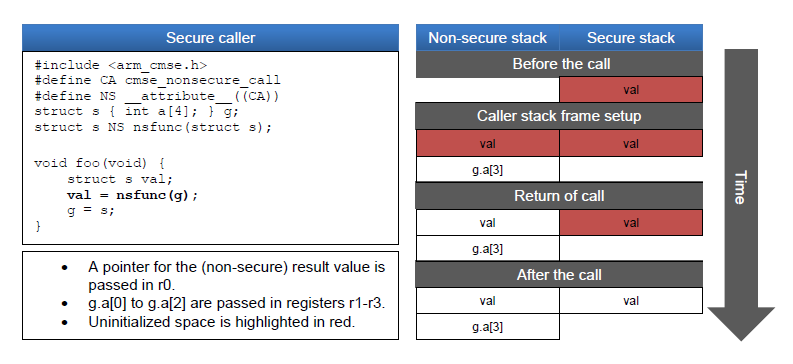 Secure caller
#include <arm_cmse.h>
#define CA cmse_nonsecure_call
#define NS __attribute__((CA))
struct s { int a[4]; } g;
struct s NS nsfunc(struct s);
void foo(void) {
struct s val;
val = nsfunc(g);
g = s;
}
• A pointer for the (non-secure) result value is
passed in r0.
• g.a[0] to g.a[2] are passed in registers r1-r3.
• Uninitialized space is highlighted in red.
Non-secure stack Secure stack
Before the call
val
Caller stack frame setup
val val
g.a[3]
Return of call
val val
g.a[3]
After the call
val val
g.a[3]
Time